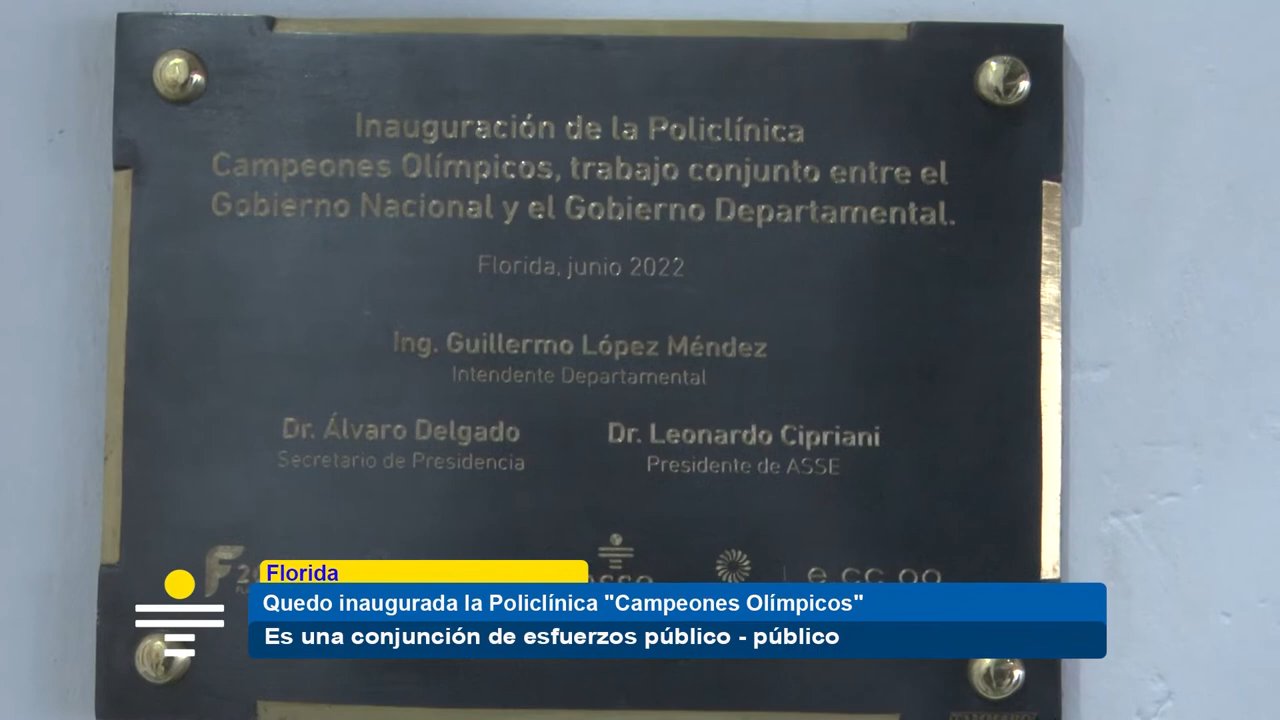 Inauguración de la Policlínica
Campeones Olímpicos, trabajo conjunto entre el
Gobierno Nacional y el Gobierno Departamental.
Florida, junio 2022
Ing. Guillermo López Méndez
Intendente Departamental
Dr. Álvaro Delgado
Secretario de Presidencia
Dr. Leonardo Cipriani
Presidente de ASSE
Florida
Quedo inaugurada la Policlínica "Campeones Olímpicos"
Es una conjunción de esfuerzos público - público